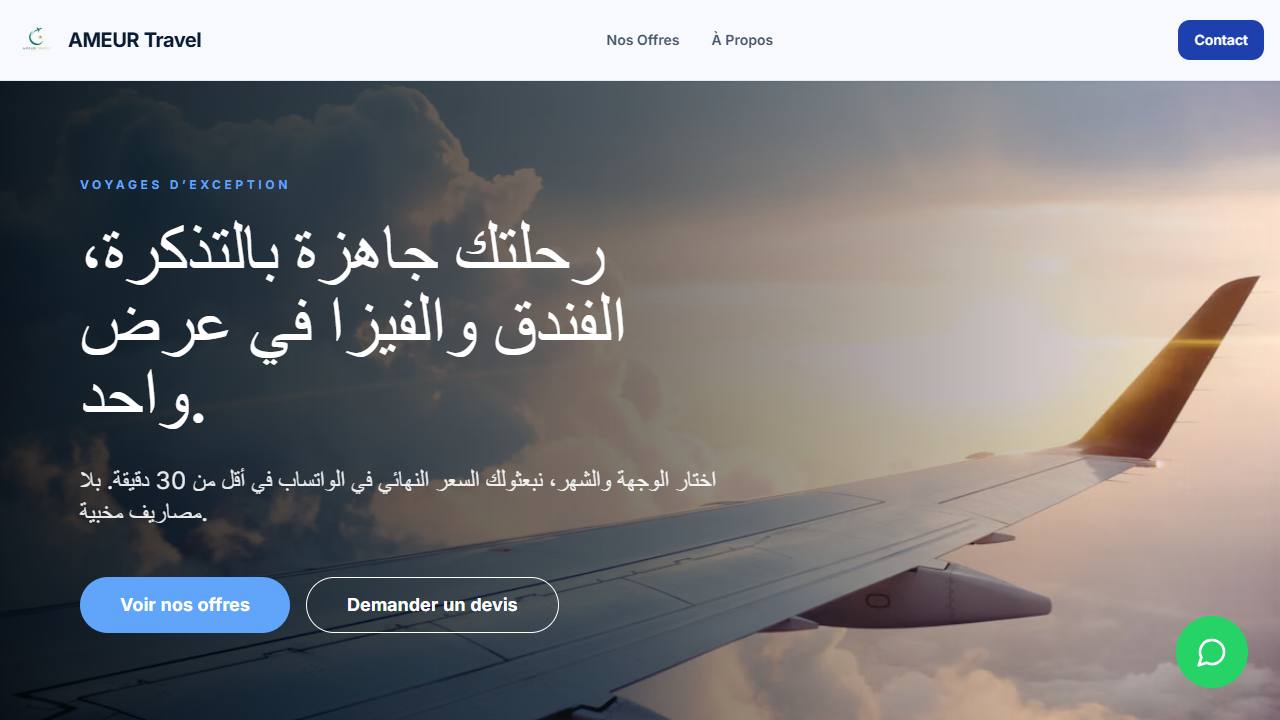 AMEUR Travel
Nos Offres
À Propos
Contact
VOYAGES D'EXCEPTION
رحلتك جاهزة بالتذكرة،
الفندق والفيزا في عرض
واحد.
اختار الوجهة والشهر، نبعثولك السعر النهائي في الواتساب في أقل من 30 دقيقة. بلا
مصاريف مخبية.
Voir nos offres
Demander un devis